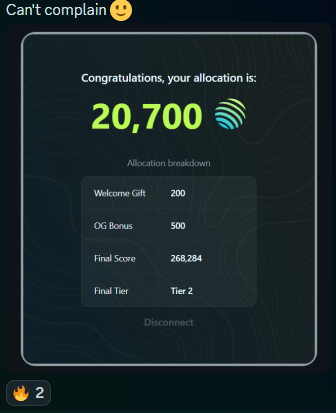 Can't complain 🙂
Congratulations, your allocation is:
20,700
Allocation breakdown
Welcome Gift 200
OG Bonus 500
Final Score 268,284
Final Tier Tier 2
Disconnect
🔥 2